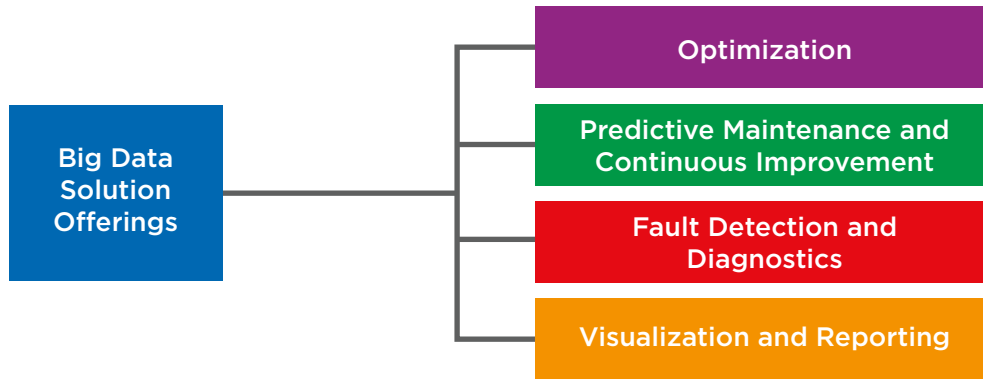 Big Data
Solution
Offerings
Optimization
Predictive Maintenance and
Continuous Improvement
Fault Detection and
Diagnostics
Visualization and Reporting